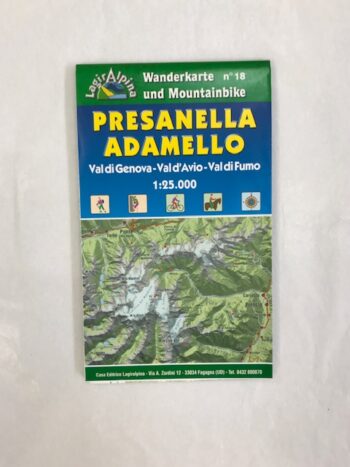 LagirAlpina
Wanderkarte n° 18
und Mountainbike
PRESANELLA
ADAMELLO
Val di Genova - Val d'Avio - Val di Fumo
1:25.000
Casa Editrice Lagiralpina - Via A. Zardini 12 - 33034 Fagagna (UD) - Tel. 0432 800070